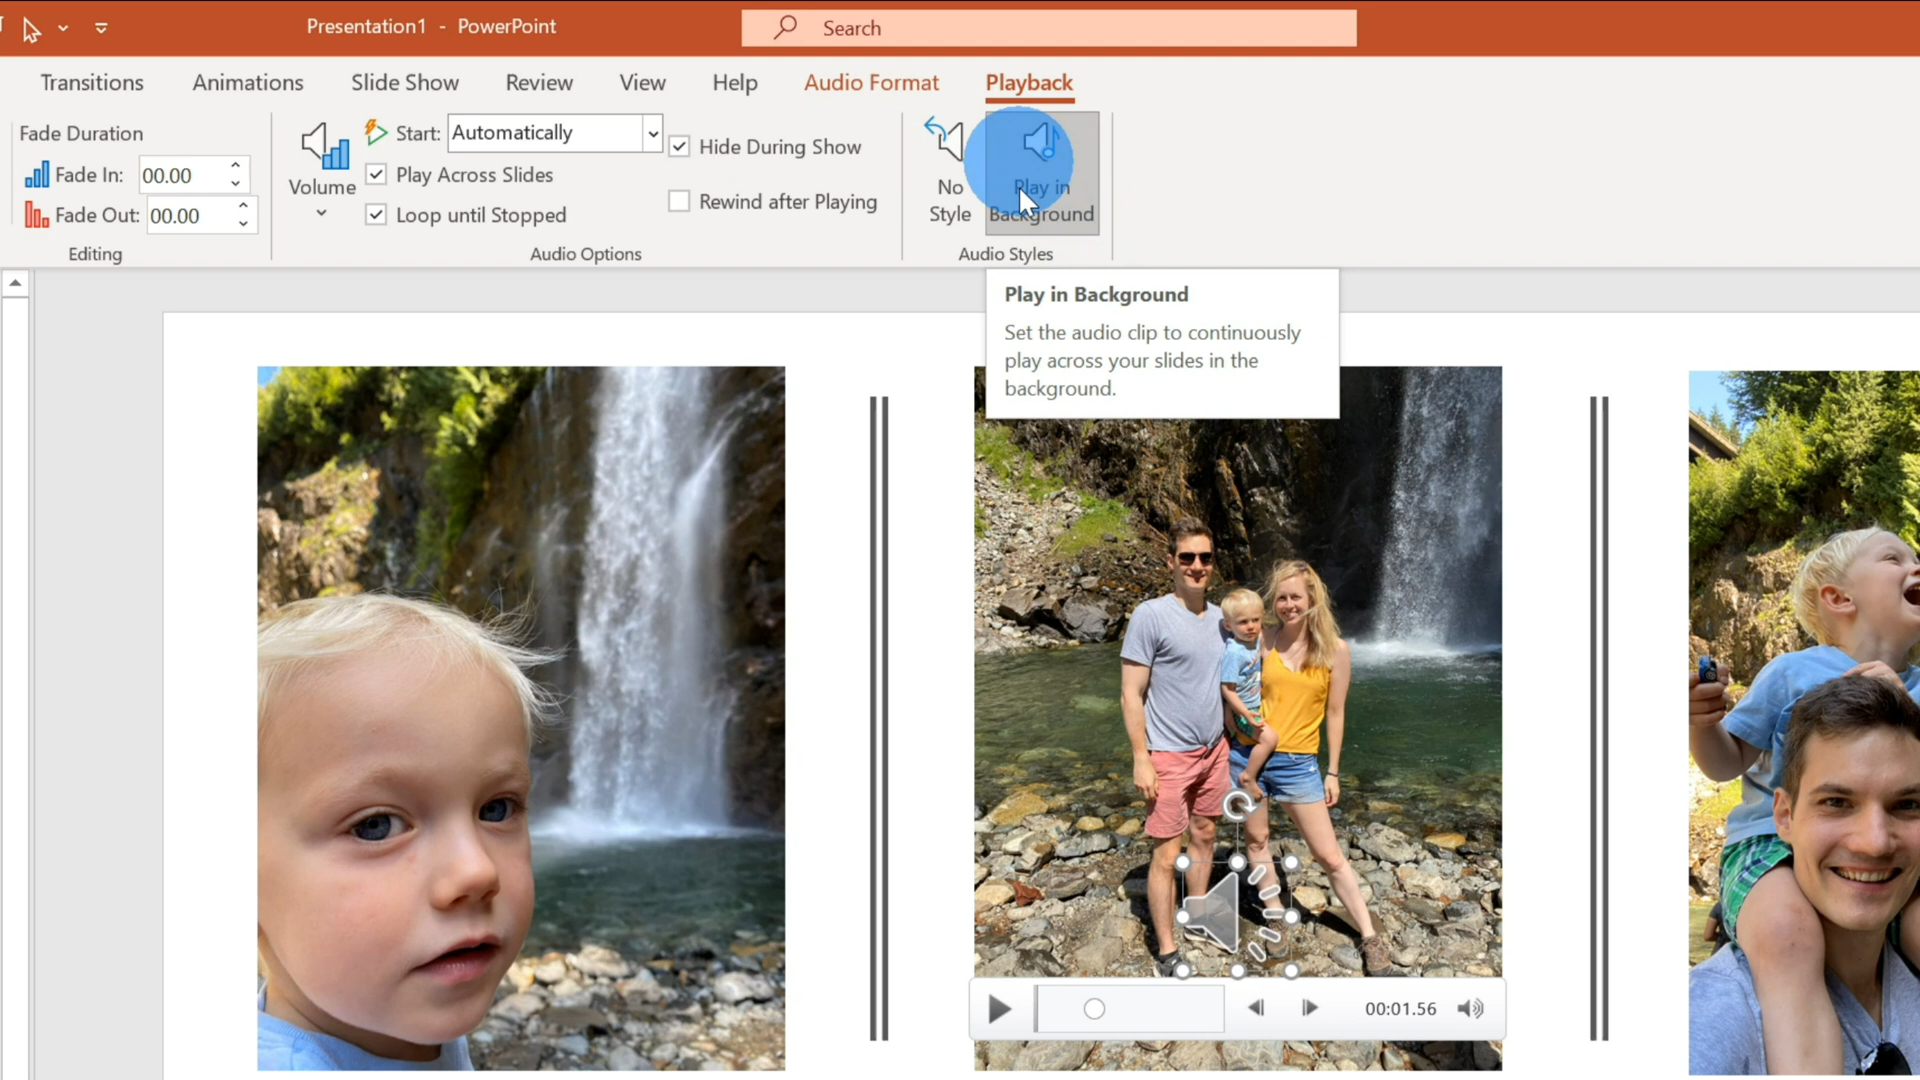 Presentation1 - PowerPoint
Search
Transitions
Animations
Slide Show
Review
View
Help
Audio Format
Playback
Fade Duration
Fade In: 00.00
Fade Out: 00.00
Editing
Volume
Start: Automatically
Play Across Slides
Loop until Stopped
Hide During Show
Rewind after Playing
Audio Options
No
Style
Play in
Background
Audio Styles
Play in Background
Set the audio clip to continuously
play across your slides in the
background.
00:01.56